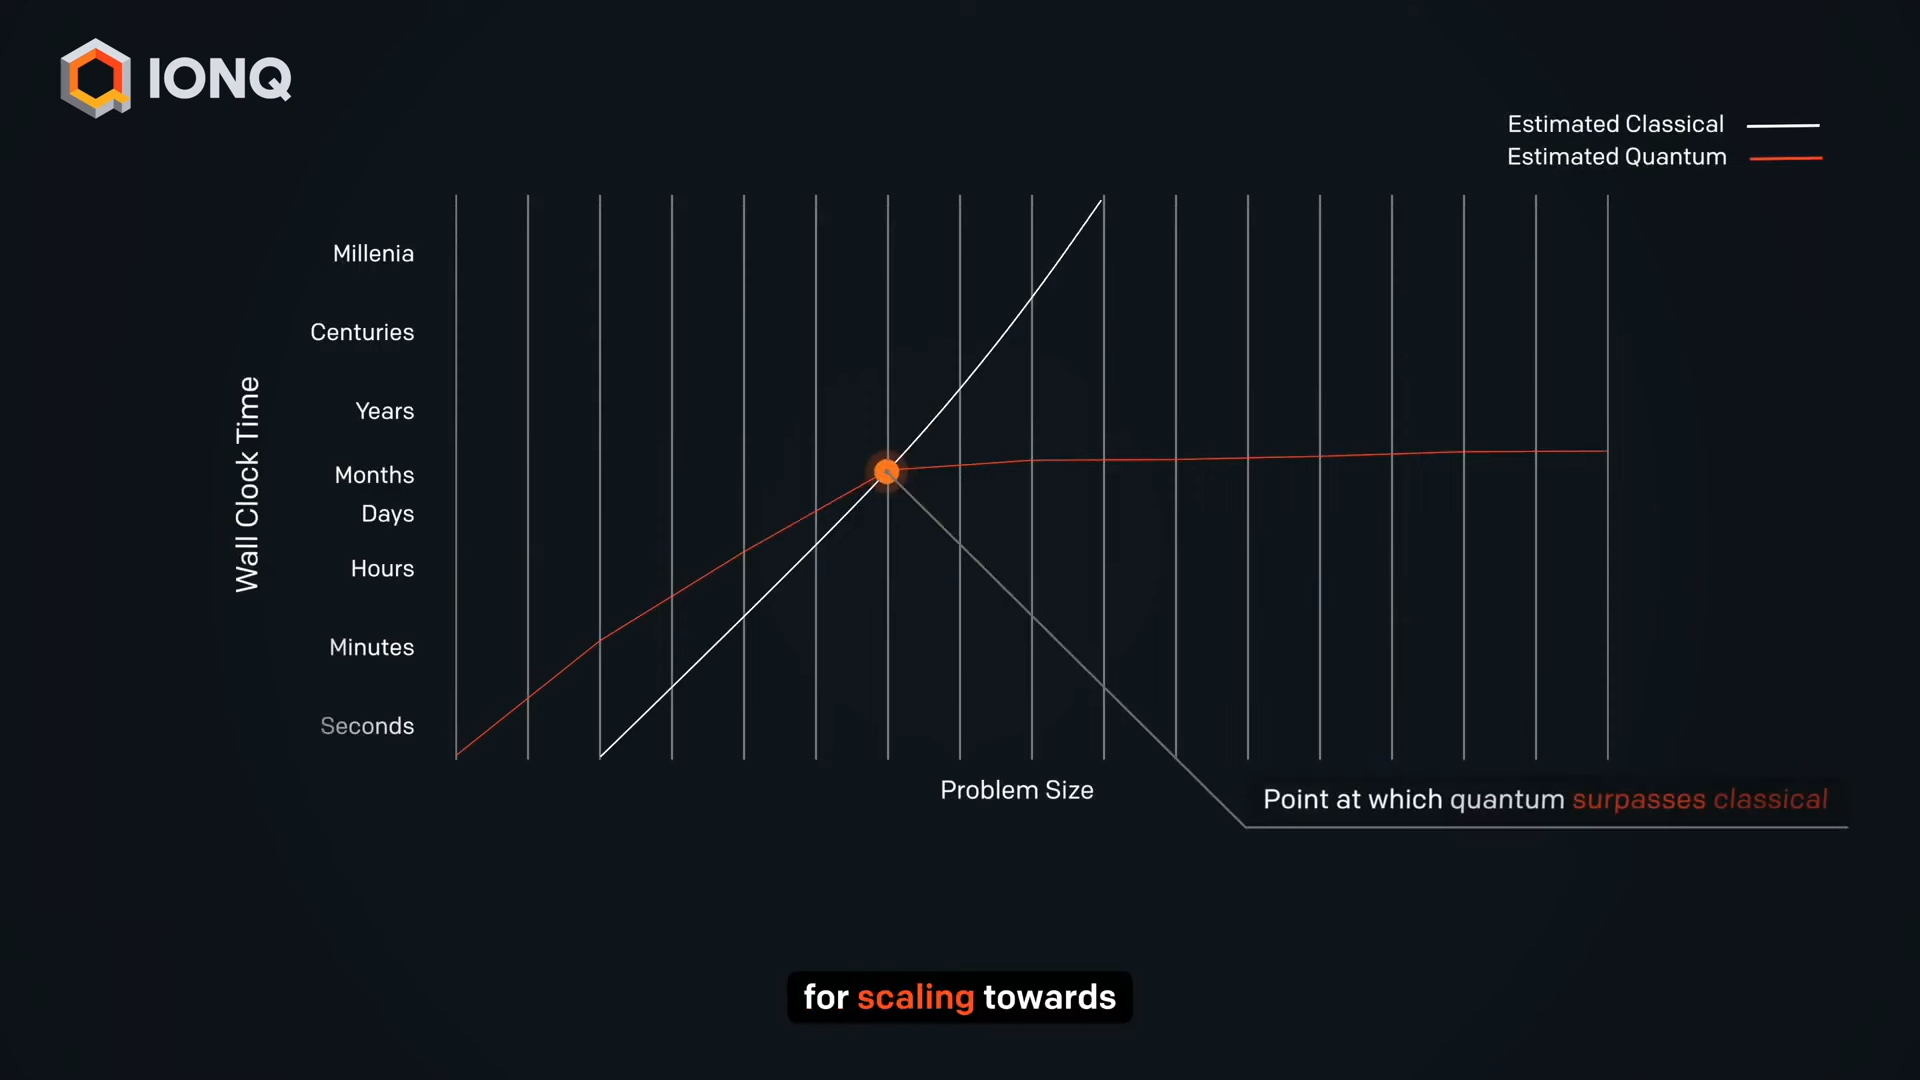 IONQ
Estimated Classical
Estimated Quantum
Millenia
Centuries
Years
Months
Days
Hours
Minutes
Seconds
Wall Clock Time
Problem Size
Point at which quantum surpasses classical
for scaling towards